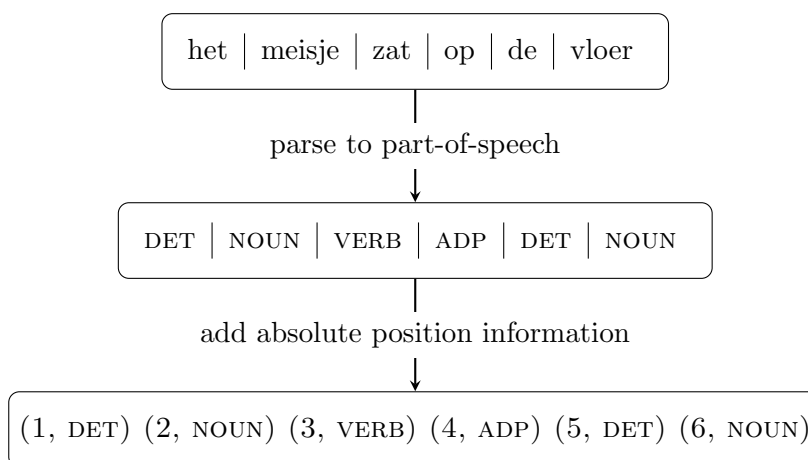 het | meisje | zat | op | de | vloer
parse to part-of-speech
DET | NOUN | VERB | ADP | DET | NOUN
add absolute position information
(1, DET) (2, NOUN) (3, VERB) (4, ADP) (5, DET) (6, NOUN)